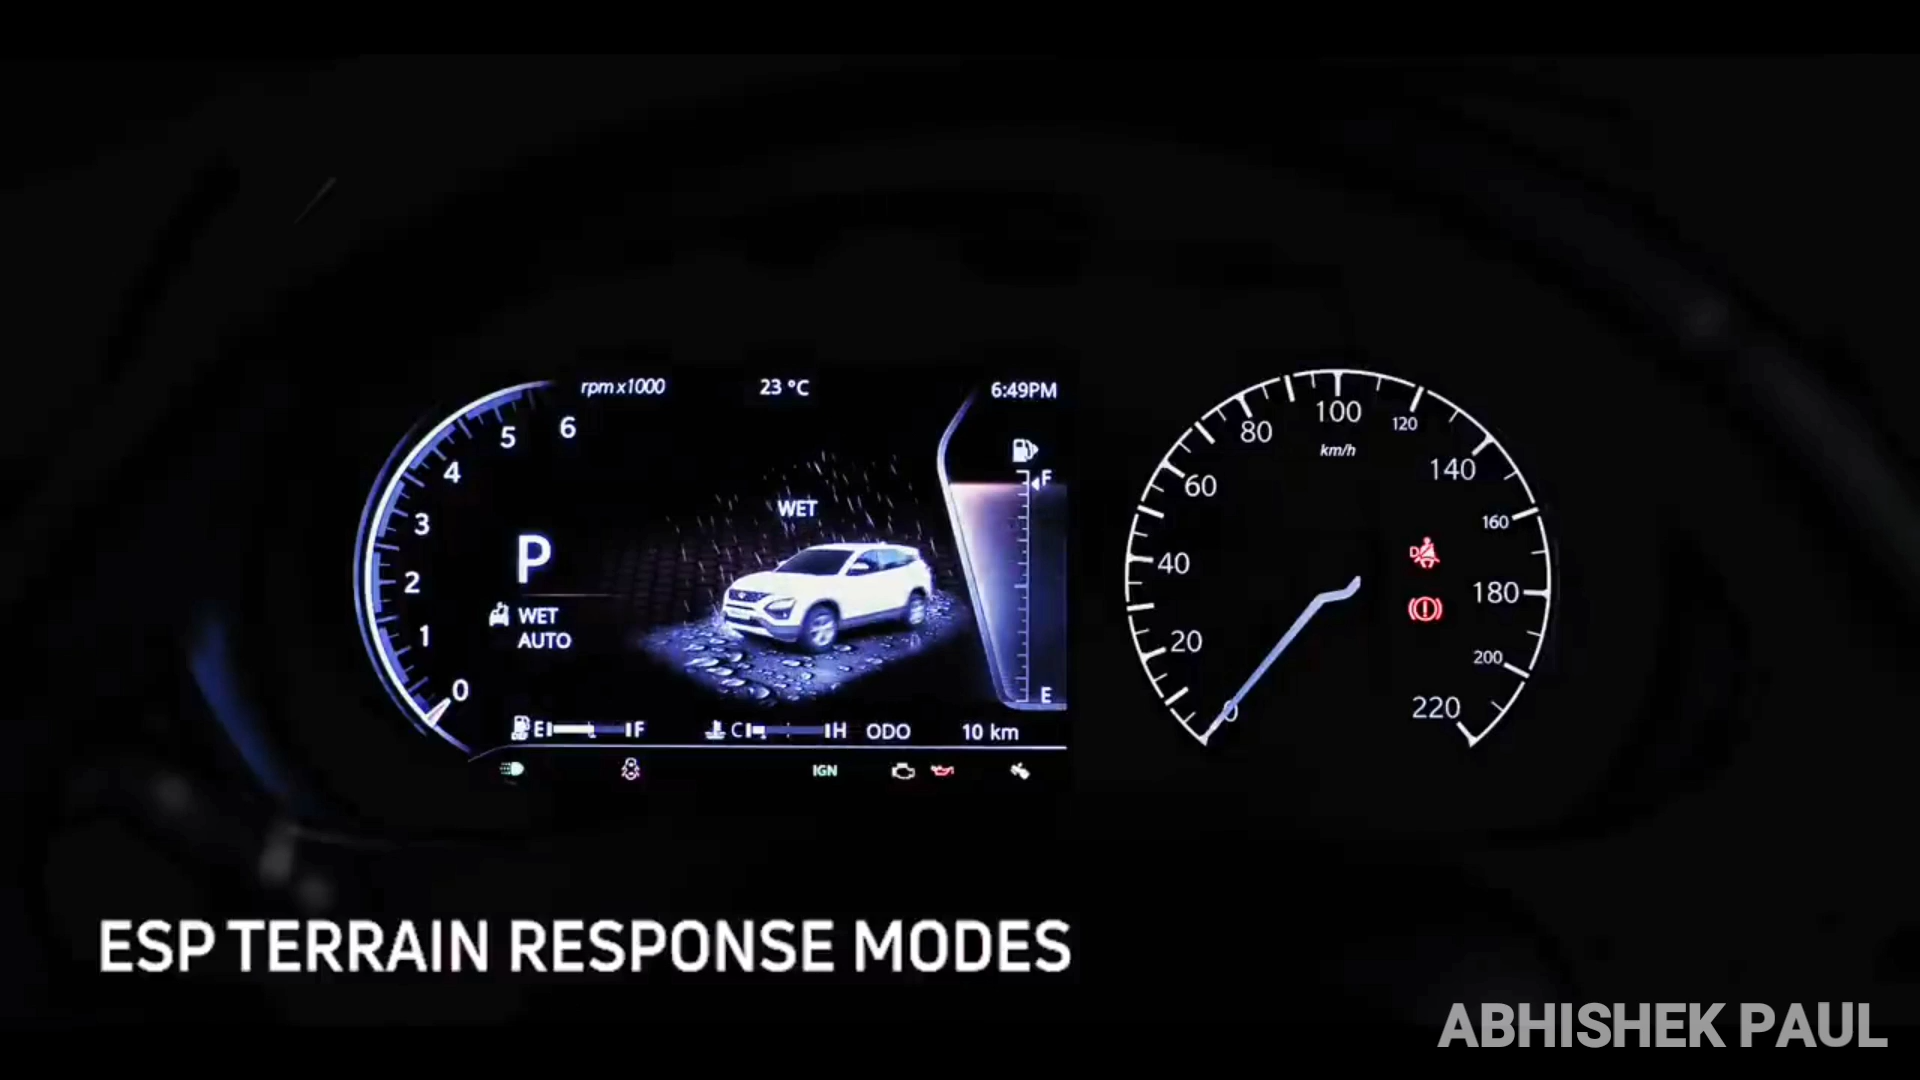 rpm x1000
23 °C
6:49PM
6
5
4
3
2
1
0
WET
P
WET
AUTO
F
E
E F
C H
ODO 10 km
IGN
100
120
80
km/h
140
60
160
40
180
20
200
0
220
ESP TERRAIN RESPONSE MODES
ABHISHEK PAUL